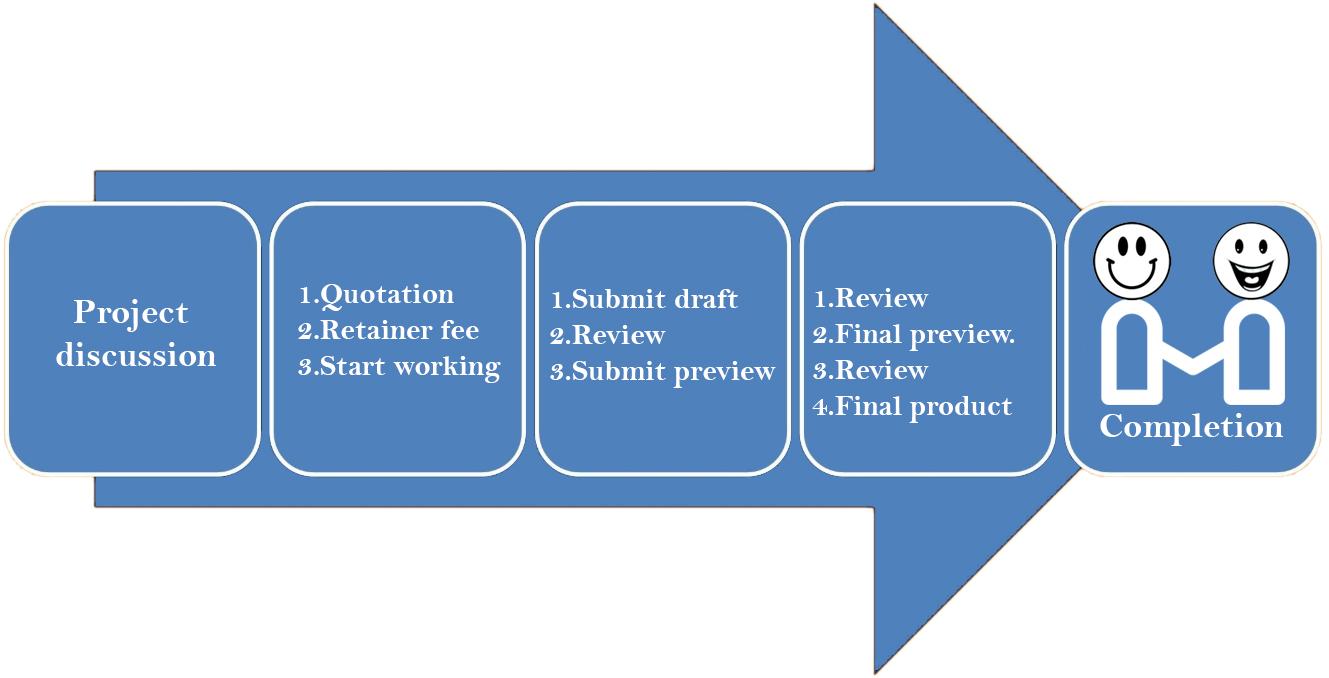 Project
discussion
1.Quotation
2.Retainer fee
3.Start working
1.Submit draft
2.Review
3.Submit preview
1.Review
2.Final preview.
3.Review
4.Final product
Completion